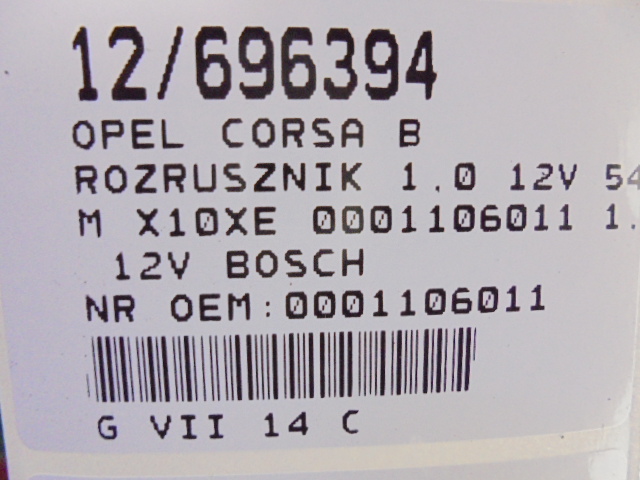 12/696394
OPEL CORSA B
ROZRUSZNIK 1.0 12V 54
M X10XE 0001106011 1.
12V BOSCH
NR OEM:0001106011
G VII 14 C